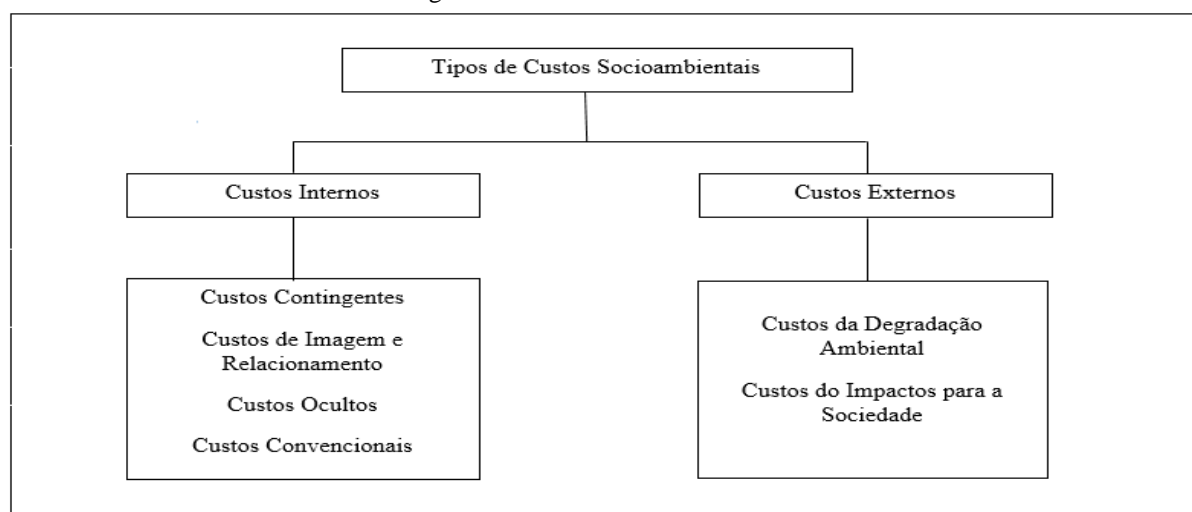 Tipos de Custos Socioambientais
Custos Internos
Custos Externos
Custos Contingentes
Custos de Imagem e
Relacionamento
Custos Ocultos
Custos Convencionais
Custos da Degradação
Ambiental
Custos do Impactos para a
Sociedade